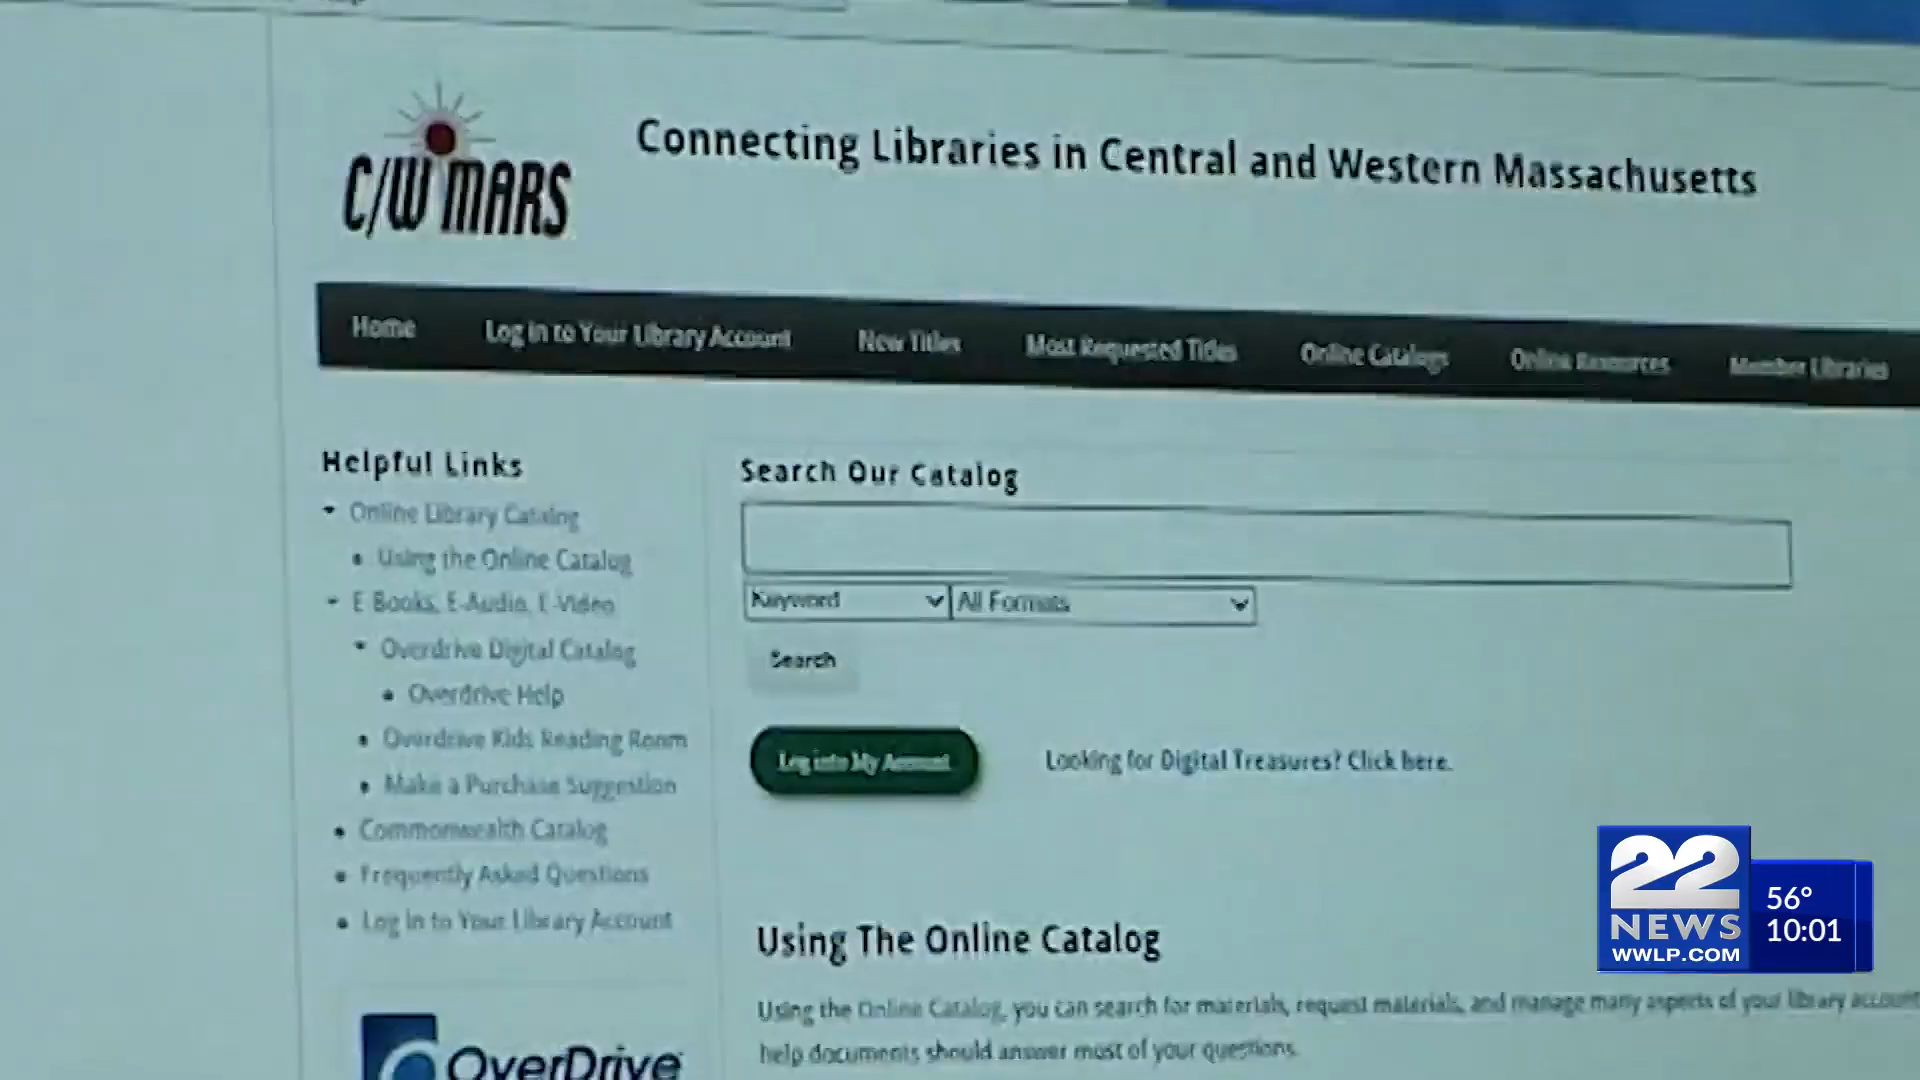 C/W MARS
Connecting Libraries in Central and Western Massachusetts
Home Log in to Your Library Account New Titles Most Requested Titles Online Catalogs Online Resources Member Libraries
Helpful Links
Online Library Catalog
Using the Online Catalog
E-Books, E-Audio, E-Video
Overdrive Digital Catalog
Overdrive Help
Overdrive Kids Reading Room
Make a Purchase Suggestion
Commonwealth Catalog
Frequently Asked Questions
Log in to Your Library Account
OverDrive
Search Our Catalog
Keyword All Formats
Search
Log into My Account
Looking for Digital Treasures? Click here.
Using The Online Catalog
Using the Online Catalog, you can search for materials, request materials, and manage many aspects of your library account
help documents should answer most of your questions.
22
NEWS
WWLP.COM
56°
10:01